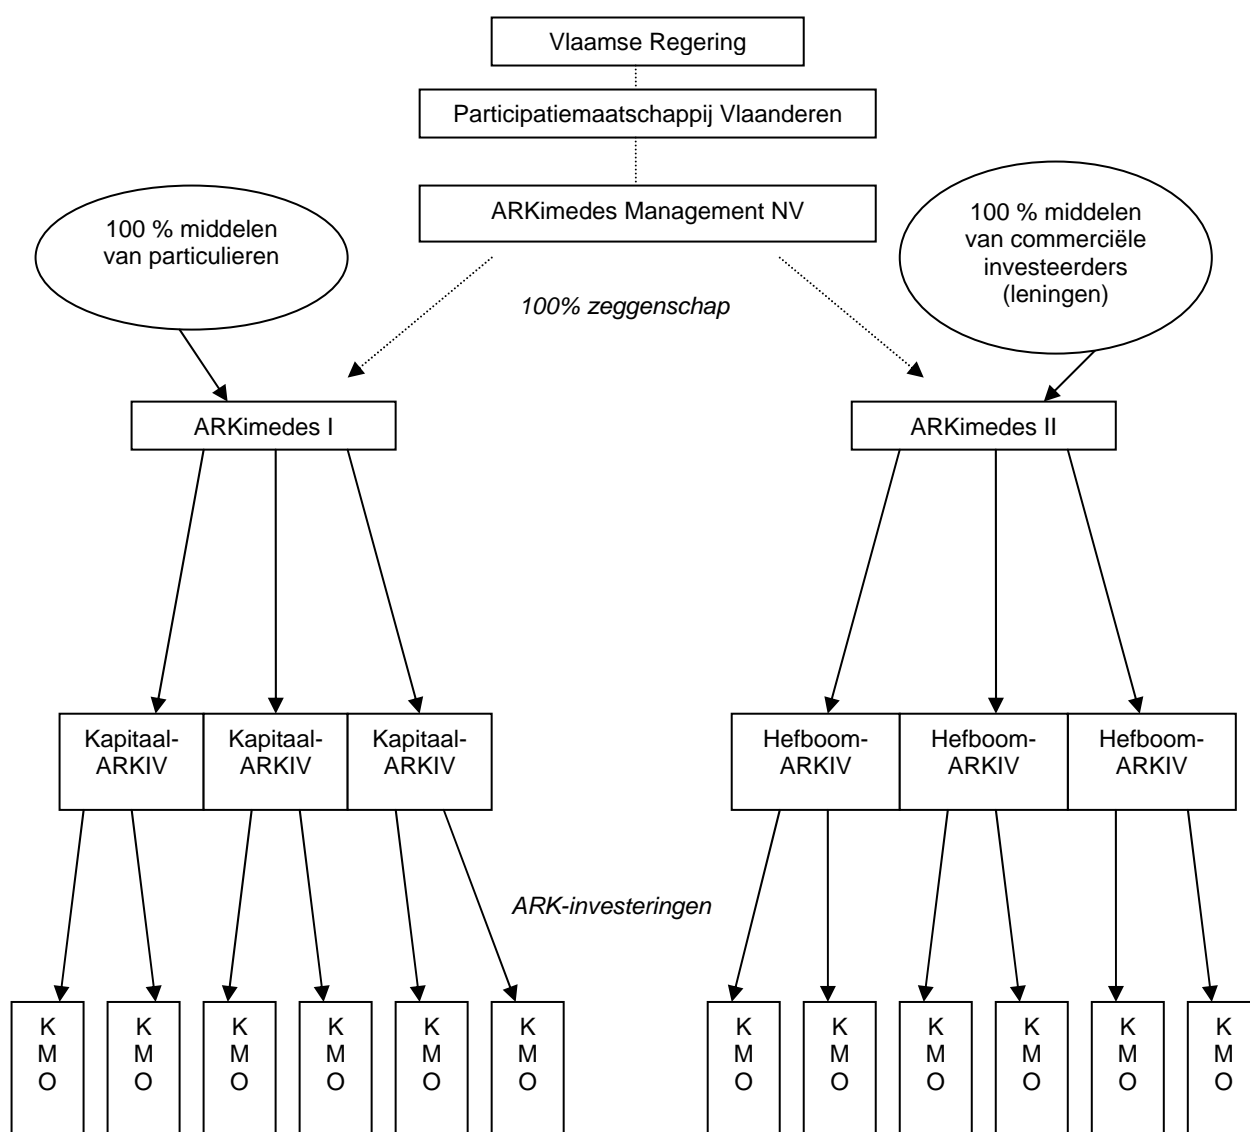 Vlaamse Regering
Participatiemaatschappij Vlaanderen
ARKimedes Management NV
100 % middelen
van particulieren
100 % middelen
van commerciële
investeerders
(leningen)
100% zeggenschap
ARKimedes I
ARKimedes II
Kapitaal-
ARKIV
Kapitaal-
ARKIV
Kapitaal-
ARKIV
Hefboom-
ARKIV
Hefboom-
ARKIV
Hefboom-
ARKIV
ARK-investeringen
K
M
O
K
M
O
K
M
O
K
M
O
K
M
O
K
M
O
K
M
O
K
M
O
K
M
O
K
M
O
K
M
O
K
M
O